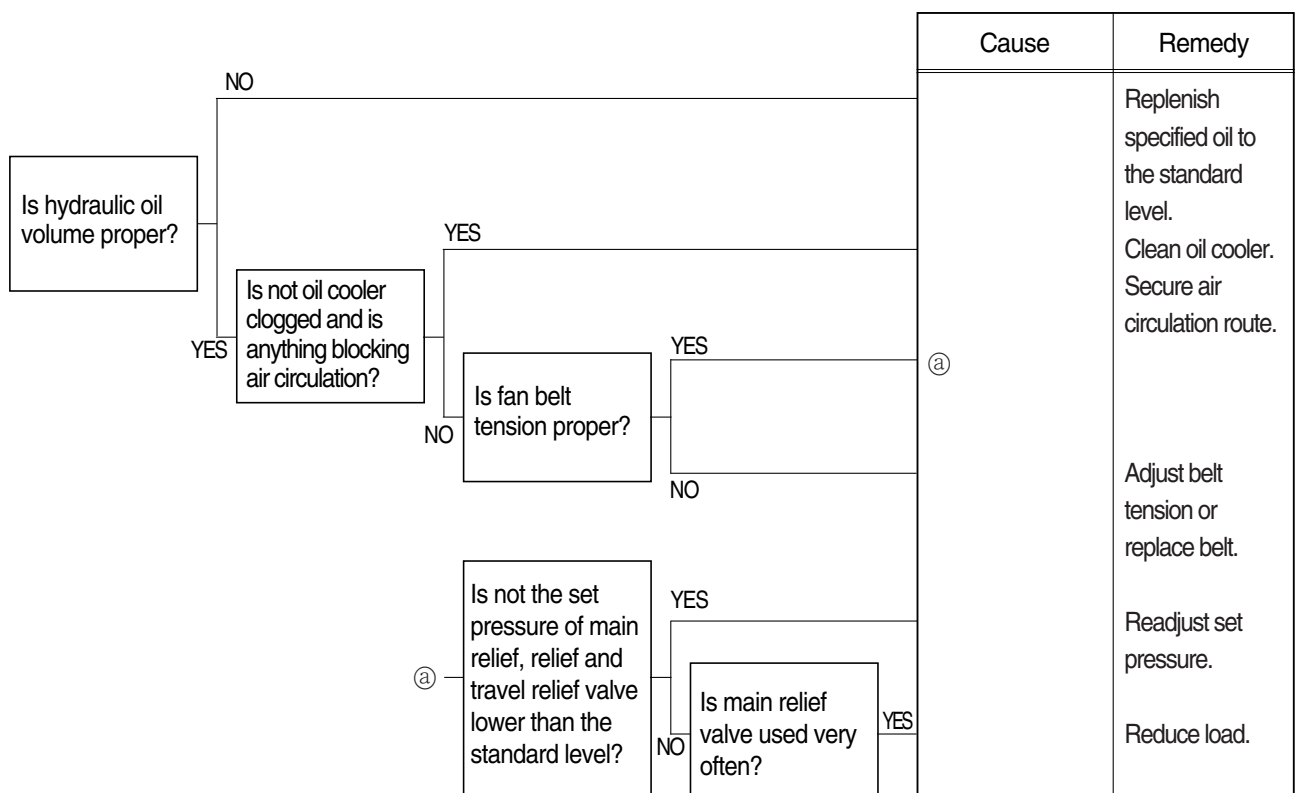 Cause
Remedy
NO
Is hydraulic oil
volume proper?
YES
Is not oil cooler
clogged and is
anything blocking
air circulation?
YES
NO
Is fan belt
tension proper?
YES
ⓐ
NO
Replenish
specified oil to
the standard
level.
Clean oil cooler.
Secure air
circulation route.
Adjust belt
tension or
replace belt.
ⓐ
Is not the set
pressure of main
relief, relief and
travel relief valve
lower than the
standard level?
YES
NO
Is main relief
valve used very
often?
YES
Readjust set
pressure.
Reduce load.